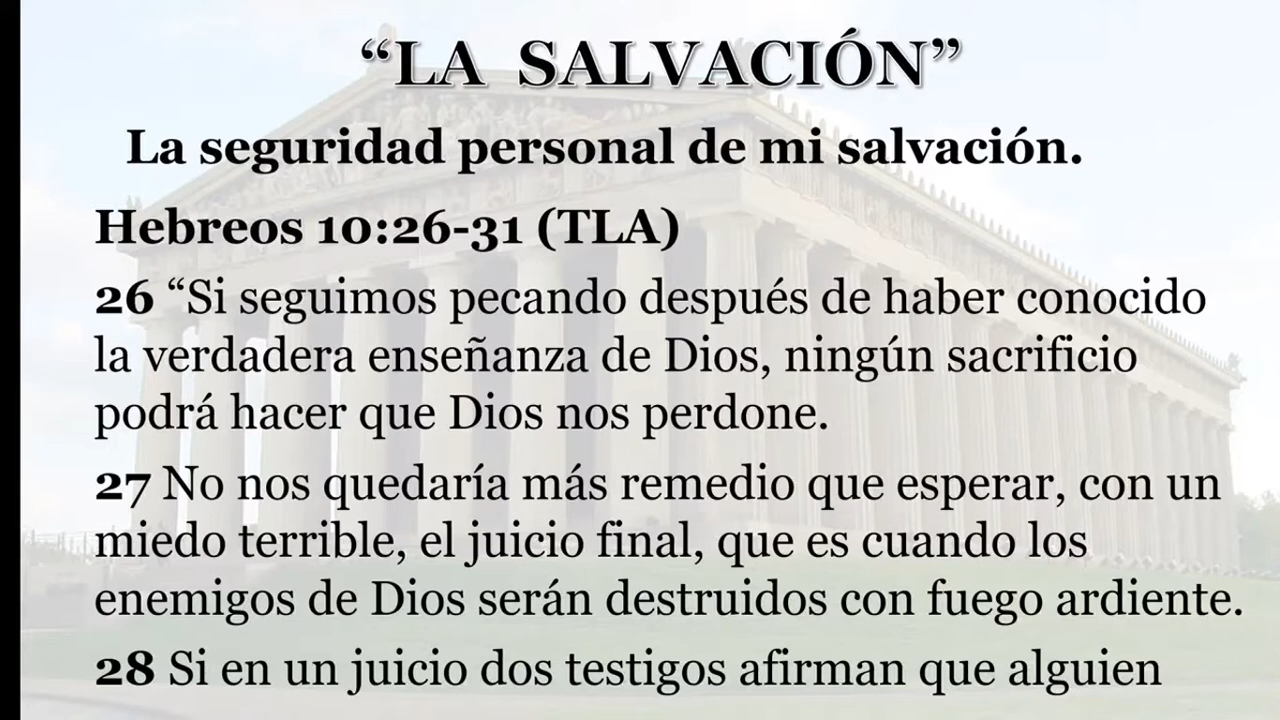 “LA SALVACIÓN”
La seguridad personal de mi salvación.
Hebreos 10:26-31 (TLA)
26 “Si seguimos pecando después de haber conocido
la verdadera enseñanza de Dios, ningún sacrificio
podrá hacer que Dios nos perdone.
27 No nos quedaría más remedio que esperar, con un
miedo terrible, el juicio final, que es cuando los
enemigos de Dios serán destruidos con fuego ardiente.
28 Si en un juicio dos testigos afirman que alguien